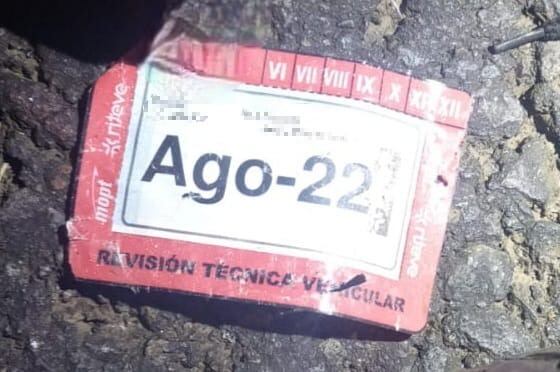 VI VII VIII IX X XI XII
riteve
Ago-22
mopt
riteve
REVISIÓN TÉCNICA VEHICULAR